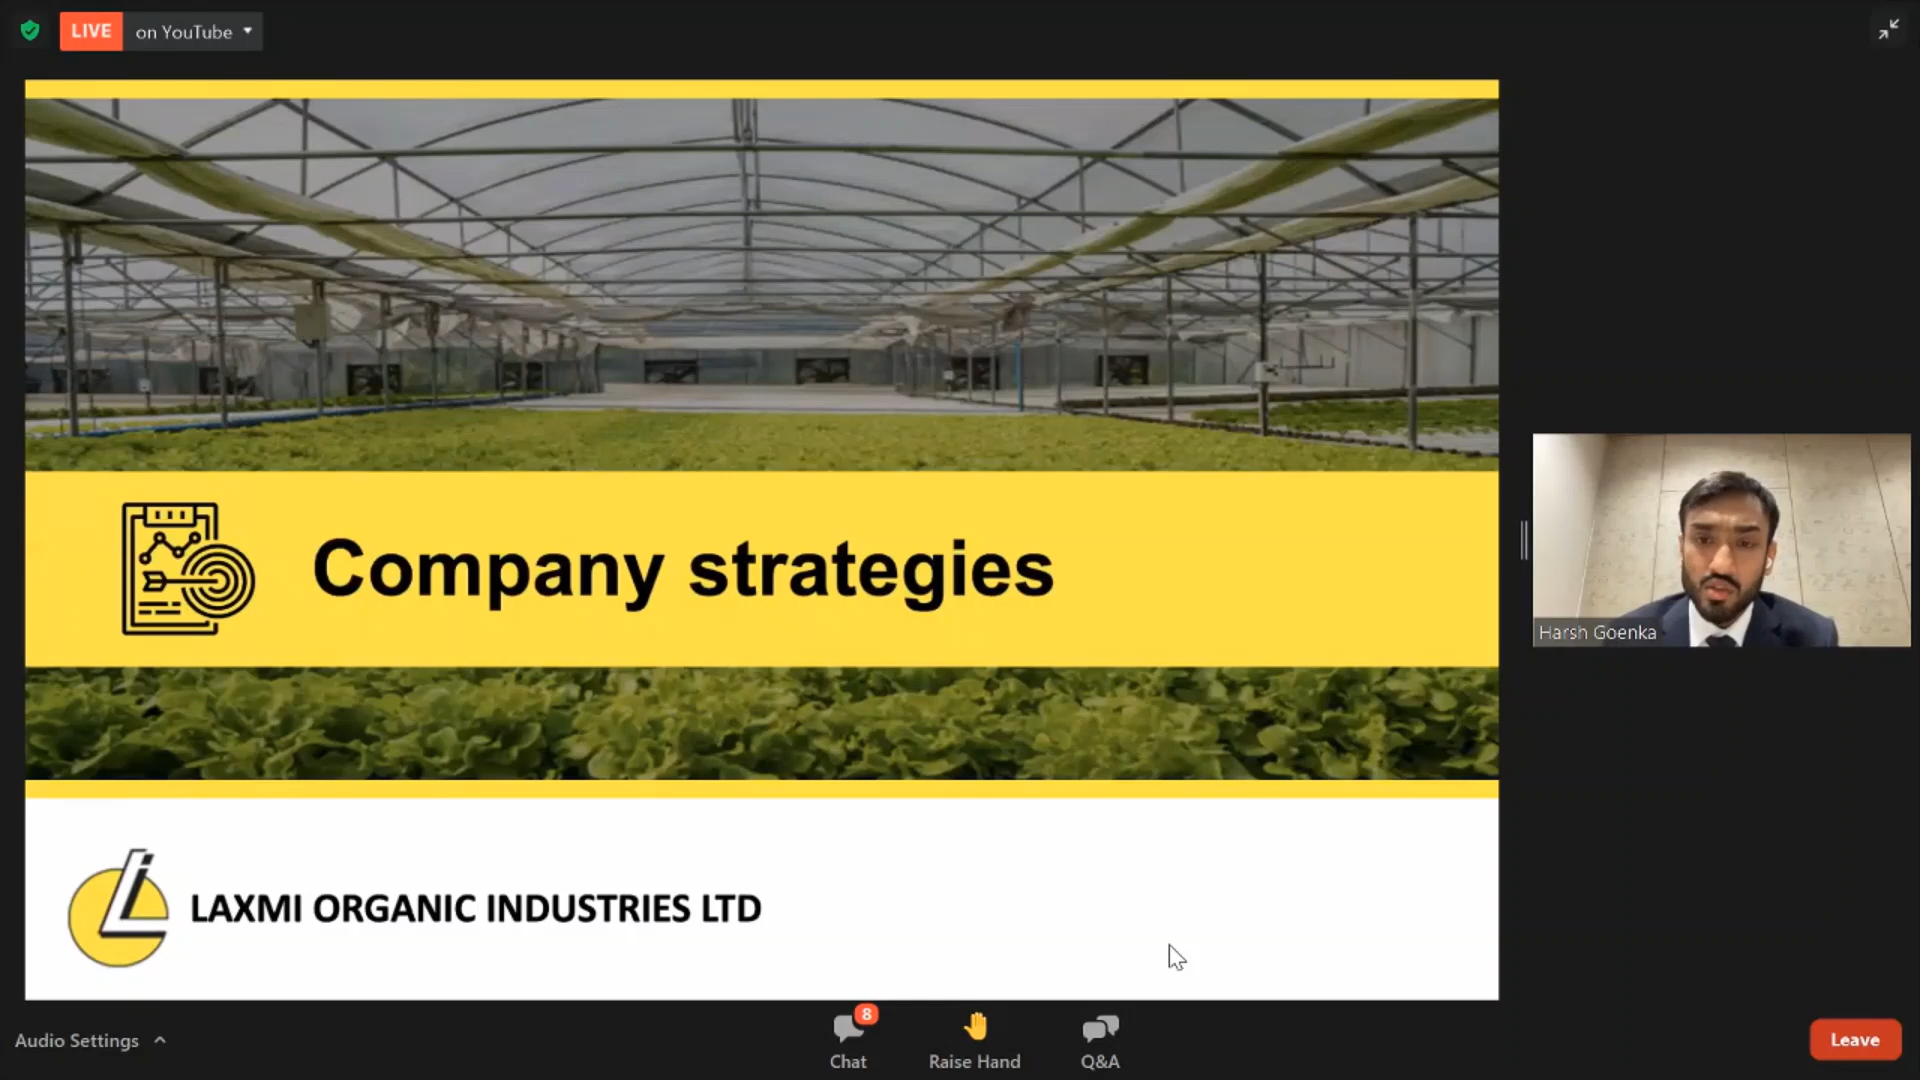 LIVE on YouTube
Company strategies
Harsh Goenka
LAXMI ORGANIC INDUSTRIES LTD
Audio Settings
8
Chat
Raise Hand
Q&A
Leave